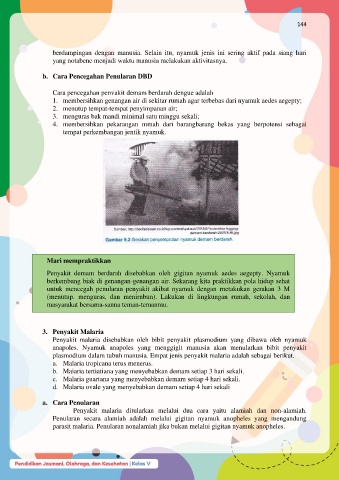 144
berdampingan dengan manusia. Selain itu, nyamuk jenis ini sering aktif pada siang hari
yang notabene menjadi waktu manusia melakukan aktivitasnya.
b. Cara Pencegahan Penularan DBD
Cara pencegahan penyakit demam berdarah dengue adalah
1. membersihkan genangan air di sekitar rumah agar terbebas dari nyamuk aedes aegepty;
2. menutup tempat-tempat penyimpanan air;
3. menguras bak mandi minimal satu minggu sekali;
4. membersihkan pekarangan rumah dari barangbarang bekas yang berpotensi sebagai
tempat perkembangan jentik nyamuk.
Sumber:
Gambar 9.2 Gerakan penyemprotan nyamuk demam berdarah.
Mari mempraktikkan
Penyakit demam berdarah disebabkan oleh gigitan nyamuk aedes aegepty. Nyamuk
berkembang biak di genangan-genangan air. Sekarang kita praktikkan pola hidup sehat
untuk mencegah penularan penyakit akibat nyamuk dengan melakukan gerakan 3 M
(menutup, menguras, dan menimbun). Lakukan di lingkungan rumah, sekolah, dan
masyarakat bersama-sama teman-temanmu.
3. Penyakit Malaria
Penyakit malaria disebabkan oleh bibit penyakit plasmodium yang dibawa oleh nyamuk
anapoles. Nyamuk anapoles yang menggigit manusia akan menularkan bibit penyakit
plasmodium dalam tubuh manusia. Empat jenis penyakit malaria adalah sebagai berikut.
a. Malaria tropicana terus menerus.
b. Malaria tertiatiana yang menyebabkan demam setiap 3 hari sekali.
c. Malaria guartana yang menyebabkan demam setiap 4 hari sekali.
d. Malaria ovale yang menyebabkan demam setiap 4 hari sekali
a. Cara Penularan
Penyakit malaria ditularkan melalui dua cara yaitu alamiah dan non-alamiah.
Penularan secara alamiah adalah melalui gigitan nyamuk anopheles yang mengandung
parasit malaria. Penularan nonalamiah jika bukan melalui gigitan nyamuk anopheles.
Pendidikan Jasmani, Olahraga, dan Kesehatan | Kelas V